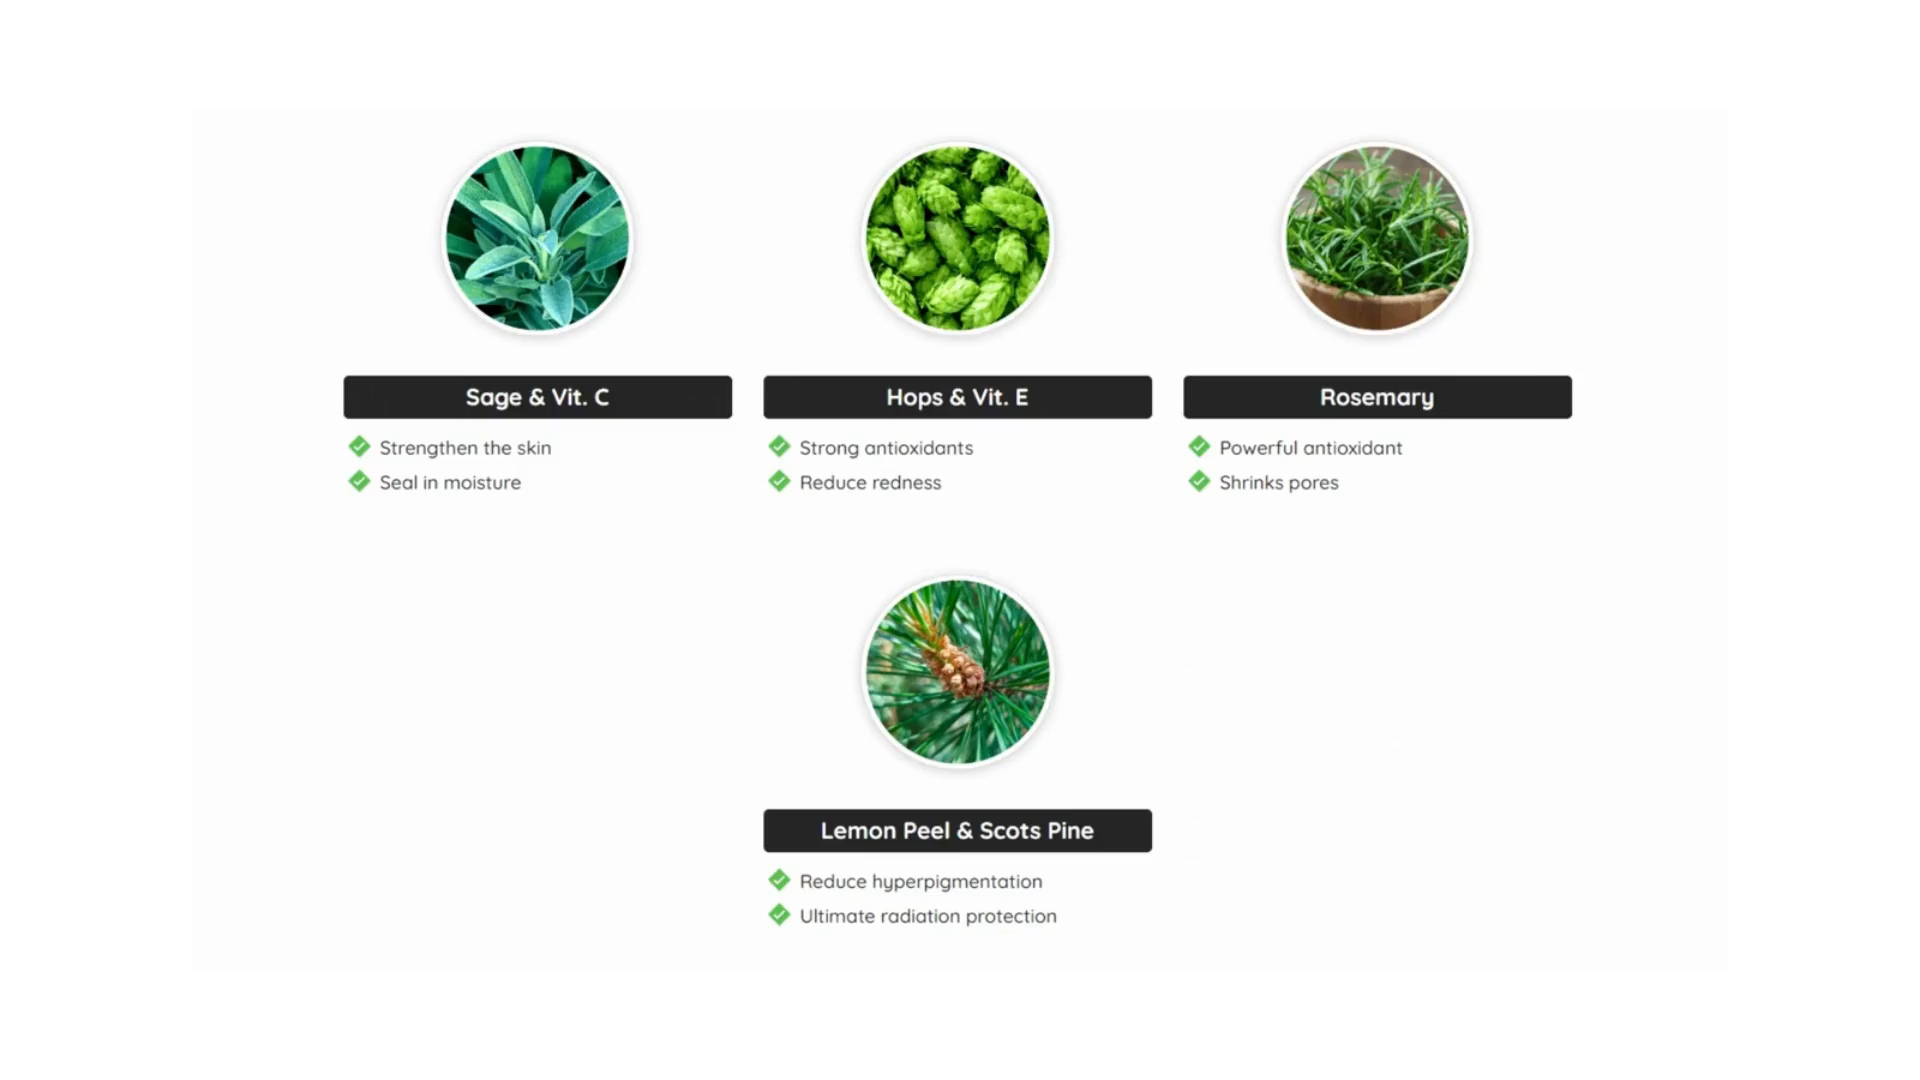 Sage & Vit. C
Strengthen the skin
Seal in moisture
Hops & Vit. E
Strong antioxidants
Reduce redness
Rosemary
Powerful antioxidant
Shrinks pores
Lemon Peel & Scots Pine
Reduce hyperpigmentation
Ultimate radiation protection